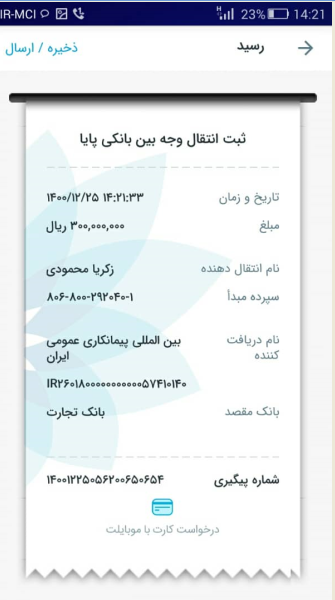 IR-MCI 23% 14:21
رسید
ذخیره / ارسال
ثبت انتقال وجه بین بانکی پایا
تاریخ و زمان ۱۴۰۰/۱۲/۲۵ ۱۴:۲۱:۳۳
مبلغ ۳۰۰,۰۰۰,۰۰۰ ریال
نام انتقال دهنده زکریا محمودی
سپرده مبدأ ۸۰۶-۸۰۰-۲۹۲۰۴۰-۱
نام دریافت کننده بین المللی پیمانکاری عمومی
ایران
IR۲۶۰۱۸۰۰۰۰۰۰۰۰۰۰۰۵۷۴۱۰۱۴۰
بانک مقصد بانک تجارت
شماره پیگیری ۱۴۰۰۱۲۲۵۰۵۶۲۰۰۶۵۰۶۵۴
درخواست کارت با موبایلت